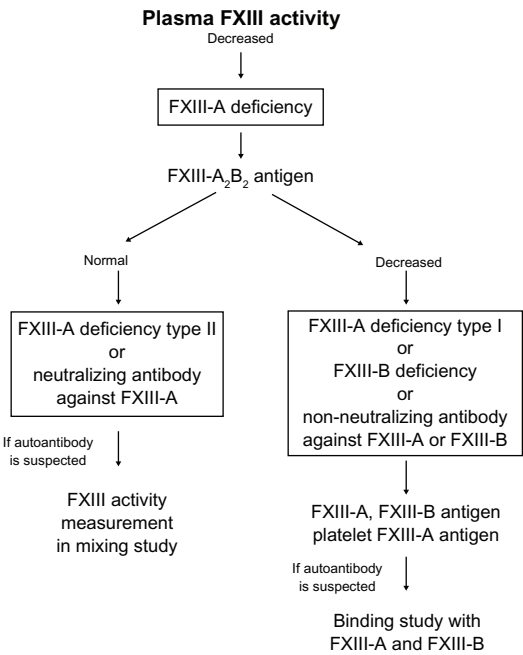 Plasma FXIII activity
Decreased
FXIII-A deficiency
FXIII-A₂B₂ antigen
Normal
Decreased
FXIII-A deficiency type II
or
neutralizing antibody
against FXIII-A
FXIII-A deficiency type I
or
FXIII-B deficiency
or
non-neutralizing antibody
against FXIII-A or FXIII-B
If autoantibody
is suspected
FXIII activity
measurement
in mixing study
FXIII-A, FXIII-B antigen
platelet FXIII-A antigen
If autoantibody
is suspected
Binding study with
FXIII-A and FXIII-B